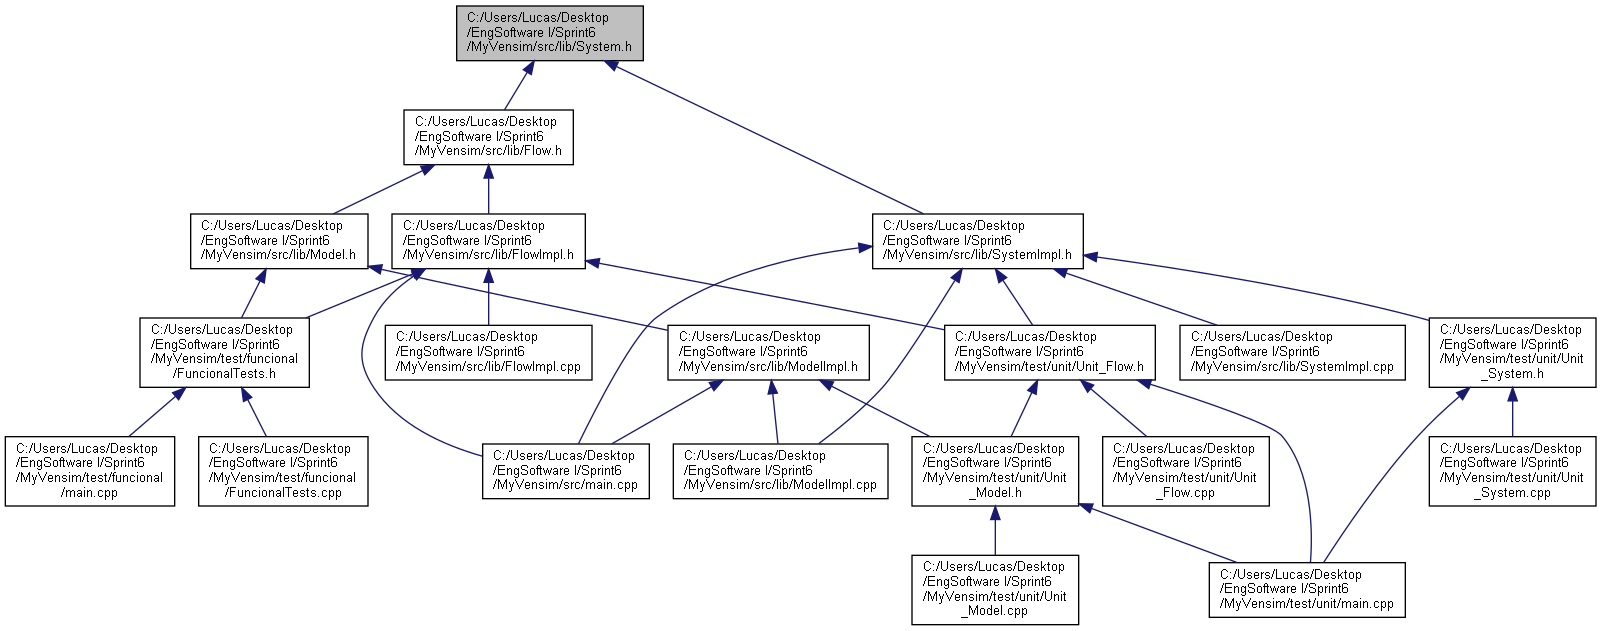 C:/Users/Lucas/Desktop
/EngSoftware I/Sprint6
/MyVensim/src/lib/System.h
C:/Users/Lucas/Desktop
/EngSoftware I/Sprint6
/MyVensim/src/lib/Flow.h
C:/Users/Lucas/Desktop
/EngSoftware I/Sprint6
/MyVensim/src/lib/Model.h
C:/Users/Lucas/Desktop
/EngSoftware I/Sprint6
/MyVensim/src/lib/FlowImpl.h
C:/Users/Lucas/Desktop
/EngSoftware I/Sprint6
/MyVensim/src/lib/SystemImpl.h
C:/Users/Lucas/Desktop
/EngSoftware I/Sprint6
/MyVensim/test/funcional
/FuncionalTests.h
C:/Users/Lucas/Desktop
/EngSoftware I/Sprint6
/MyVensim/src/lib/FlowImpl.cpp
C:/Users/Lucas/Desktop
/EngSoftware I/Sprint6
/MyVensim/src/lib/ModelImpl.h
C:/Users/Lucas/Desktop
/EngSoftware I/Sprint6
/MyVensim/test/unit/Unit_Flow.h
C:/Users/Lucas/Desktop
/EngSoftware I/Sprint6
/MyVensim/src/lib/SystemImpl.cpp
C:/Users/Lucas/Desktop
/EngSoftware I/Sprint6
/MyVensim/test/unit/Unit
_System.h
C:/Users/Lucas/Desktop
/EngSoftware I/Sprint6
/MyVensim/test/funcional
/main.cpp
C:/Users/Lucas/Desktop
/EngSoftware I/Sprint6
/MyVensim/test/funcional
/FuncionalTests.cpp
C:/Users/Lucas/Desktop
/EngSoftware I/Sprint6
/MyVensim/src/main.cpp
C:/Users/Lucas/Desktop
/EngSoftware I/Sprint6
/MyVensim/src/lib/ModelImpl.cpp
C:/Users/Lucas/Desktop
/EngSoftware I/Sprint6
/MyVensim/test/unit/Unit
_Model.h
C:/Users/Lucas/Desktop
/EngSoftware I/Sprint6
/MyVensim/test/unit/Unit
_Flow.cpp
C:/Users/Lucas/Desktop
/EngSoftware I/Sprint6
/MyVensim/test/unit/Unit
_System.cpp
C:/Users/Lucas/Desktop
/EngSoftware I/Sprint6
/MyVensim/test/unit/Unit
_Model.cpp
C:/Users/Lucas/Desktop
/EngSoftware I/Sprint6
/MyVensim/test/unit/main.cpp